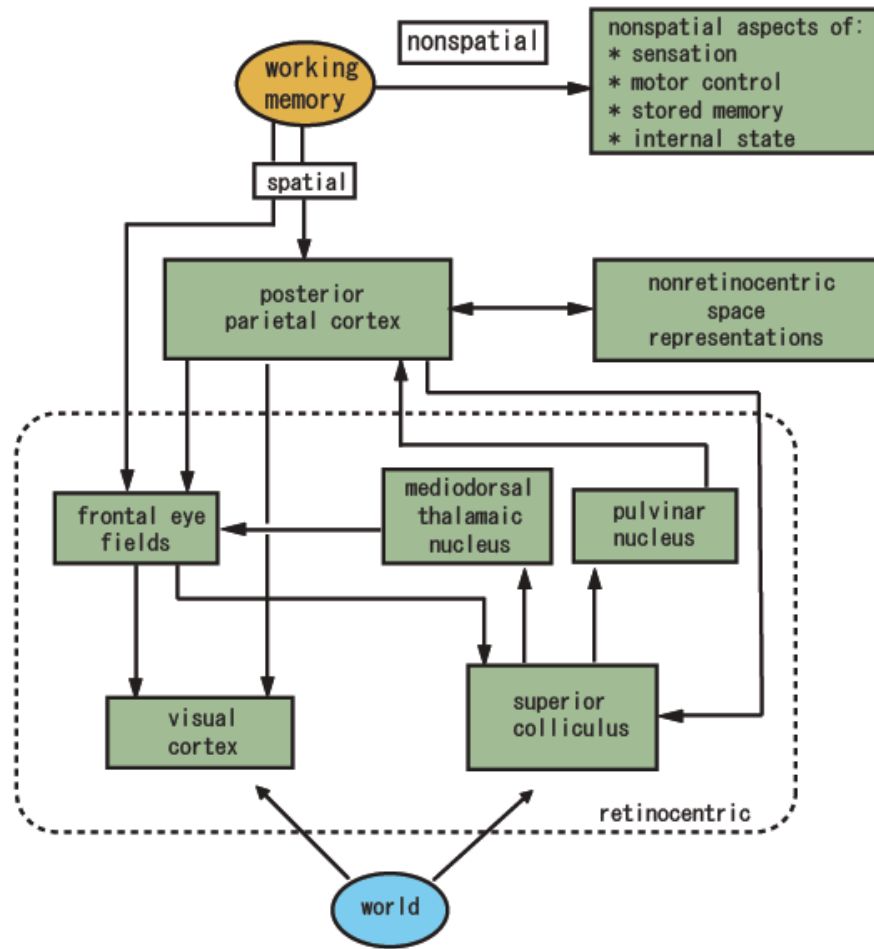 working
memory
nonspatial
nonspatial aspects of:
* sensation
* motor control
* stored memory
* internal state
spatial
posterior
parietal cortex
nonretinocentric
space
representations
frontal eye
fields
mediodorsal
thalamaic
nucleus
pulvinar
nucleus
visual
cortex
superior
colliculus
retinocentric
world